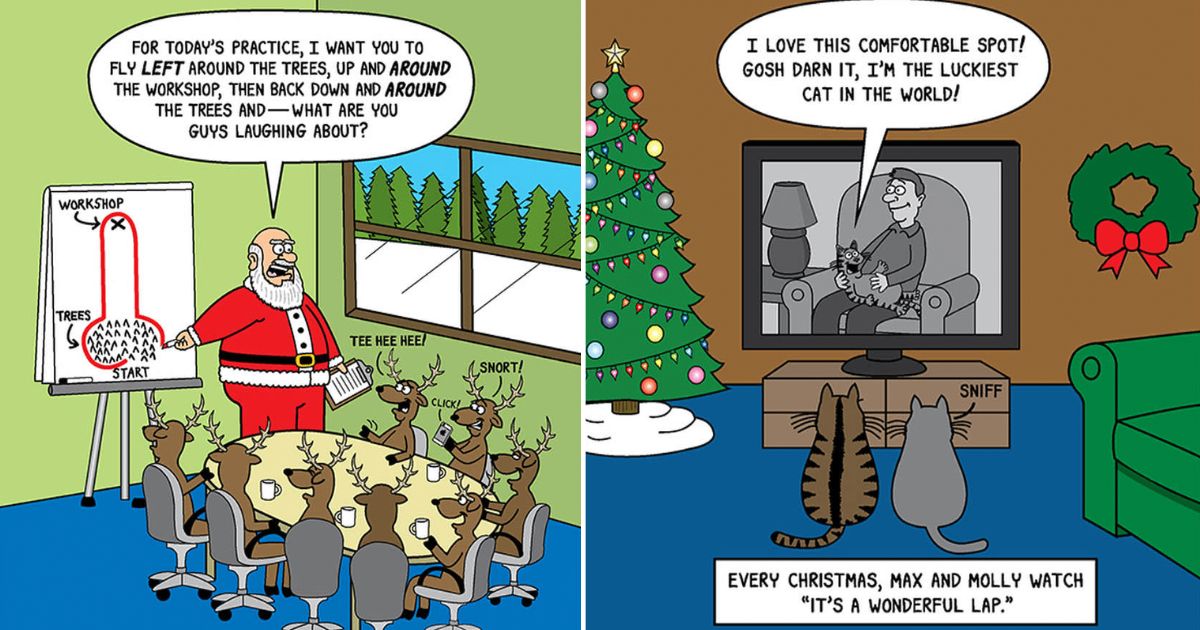 FOR TODAY'S PRACTICE, I WANT YOU TO
FLY LEFT AROUND THE TREES, UP AND AROUND
THE WORKSHOP, THEN BACK DOWN AND AROUND
THE TREES AND — WHAT ARE YOU
GUYS LAUGHING ABOUT?
WORKSHOP
X
TREES
START
TEE HEE HEE!
SNORT!
CLICK!
I LOVE THIS COMFORTABLE SPOT!
GOSH DARN IT, I'M THE LUCKIEST
CAT IN THE WORLD!
SNIFF
EVERY CHRISTMAS, MAX AND MOLLY WATCH
"IT'S A WONDERFUL LAP."